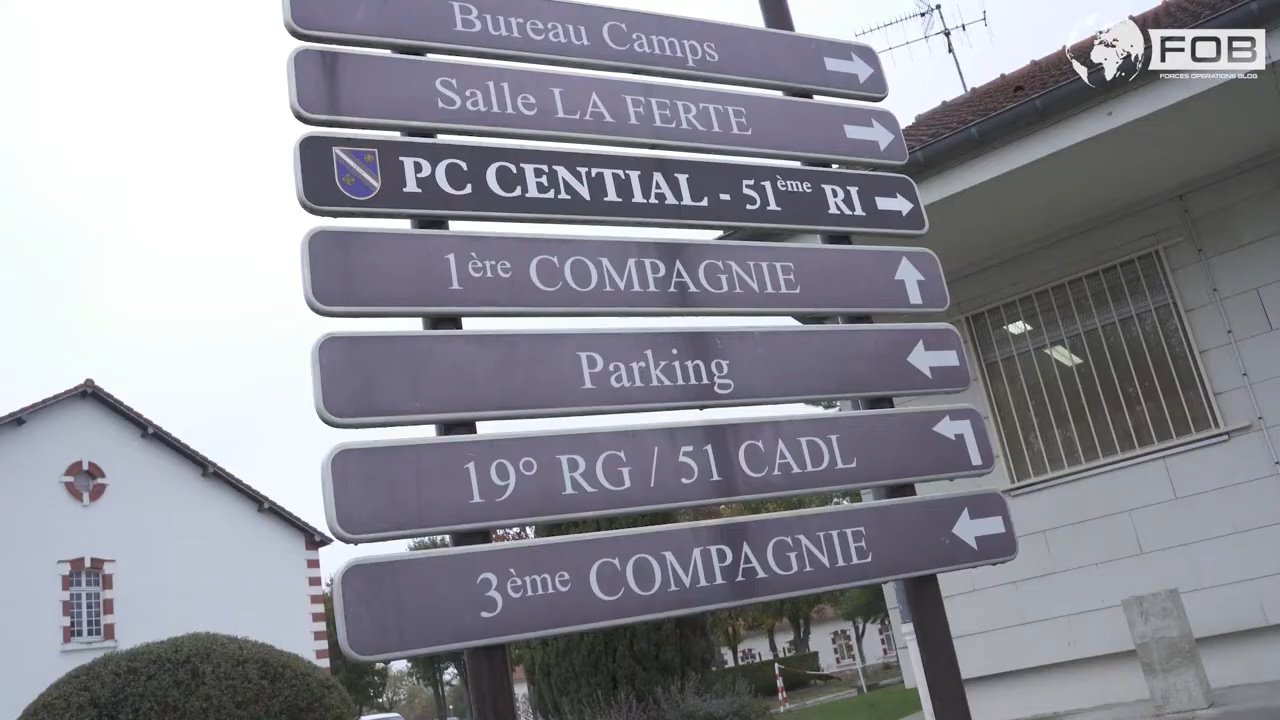 Bureau Camps
Salle LA FERTE
PC CENTIAL - 51ème RI
1ère COMPAGNIE
Parking
19° RG / 51 CADL
3ème COMPAGNIE
FOB
FORCES OPERATIONS BLOG